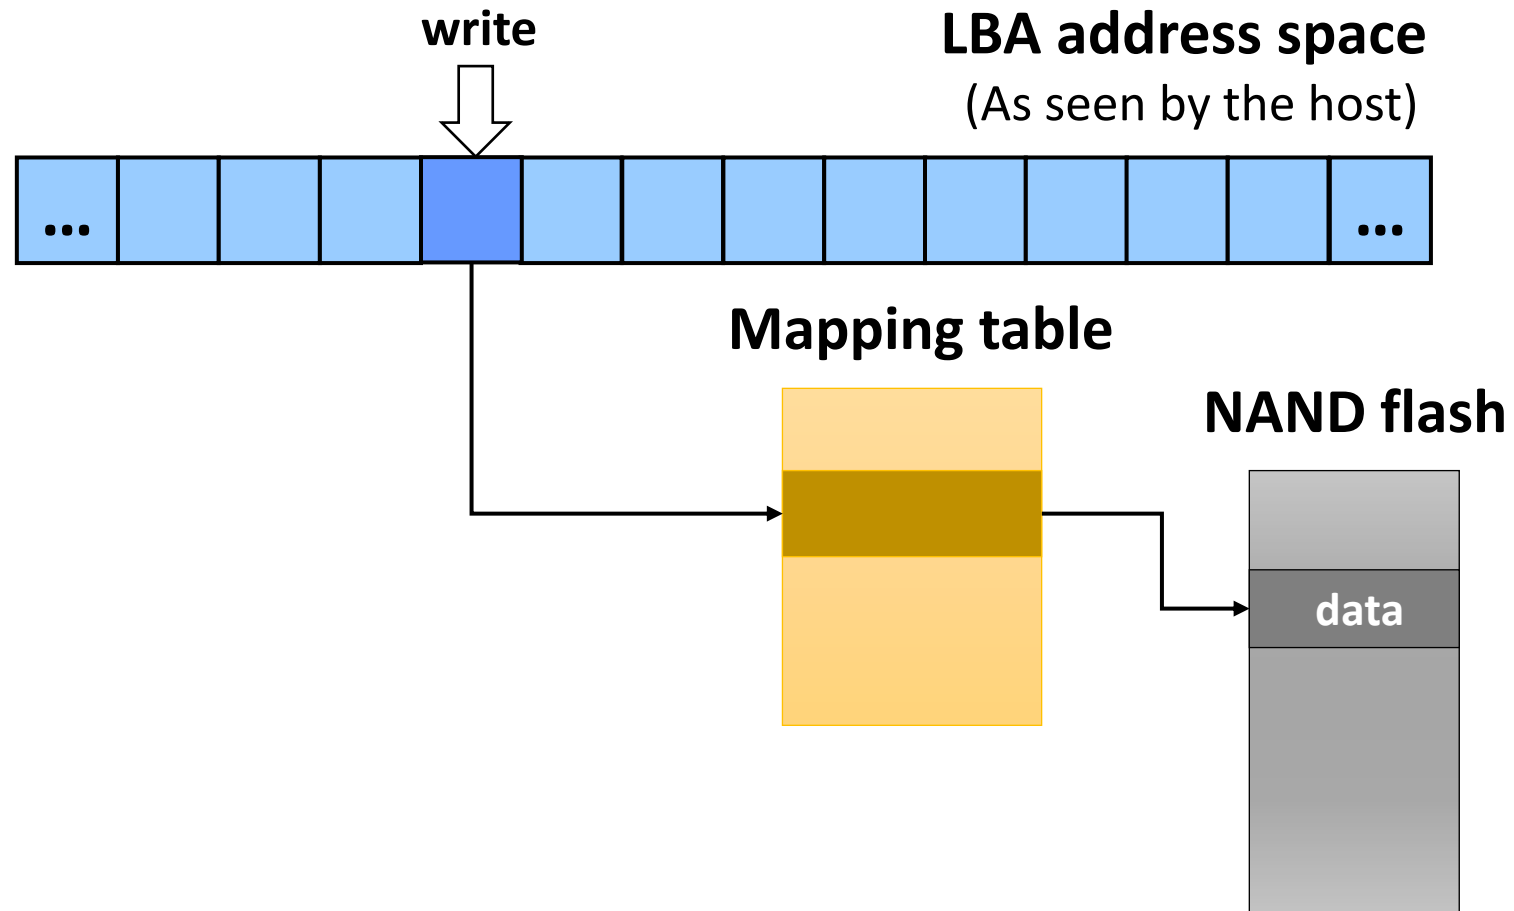 write
LBA address space
(As seen by the host)
...
...
Mapping table
NAND flash
data